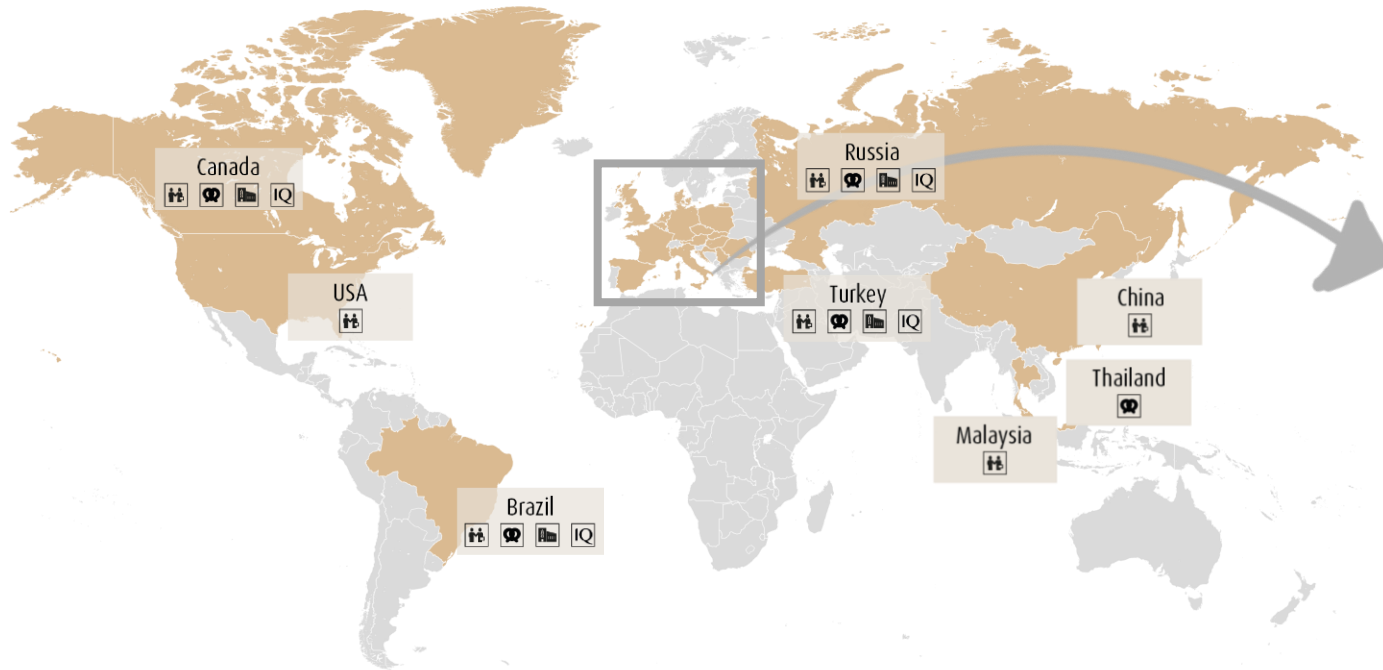 Canada
IQ
Russia
IQ
USA
Turkey
IQ
China
Thailand
Malaysia
Brazil
IQ